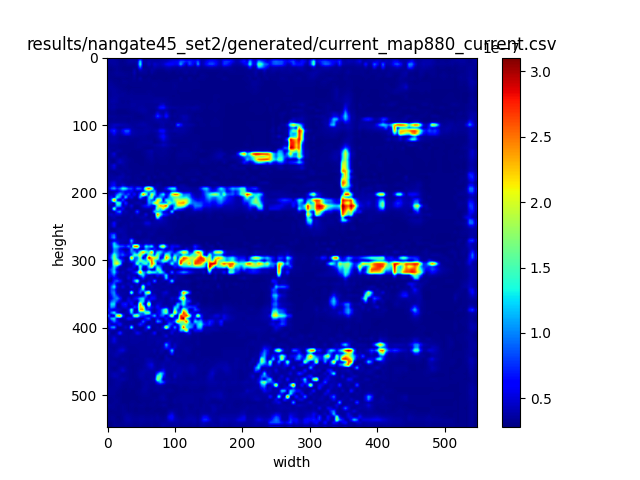 results/nangate45_set2/generated/current_map880_current.csv
1e−7
0
100
200
300
400
500
height
0 100 200 300 400 500
width
3.0
2.5
2.0
1.5
1.0
0.5